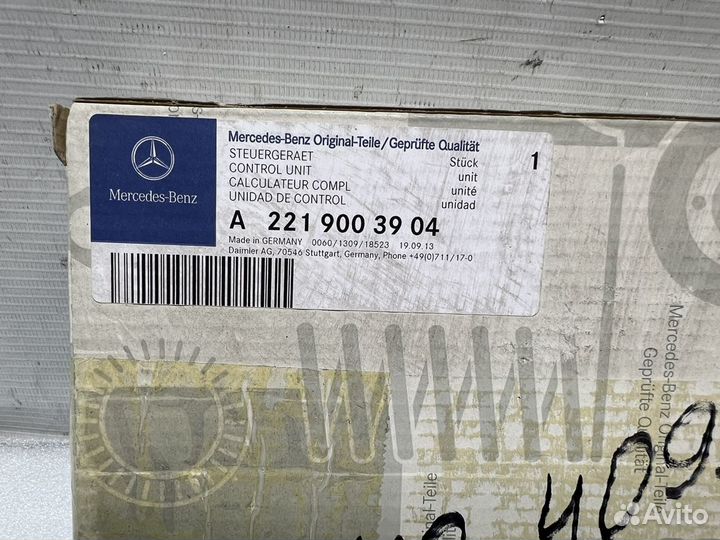 Mercedes-Benz
Mercedes-Benz Original-Teile/Geprüfte Qualität
STEUERGERAET Stück 1
CONTROL UNIT unit
CALCULATEUR COMPL unité
UNIDAD DE CONTROL unidad
A 221 900 39 04
Made in GERMANY 0060/1309/18523 19.09.13
Daimler AG, 70546 Stuttgart, Germany, Phone +49(0)711/17-0
Mercedes-Benz Original-Teile
Geprüfte Qualität
409
Avito